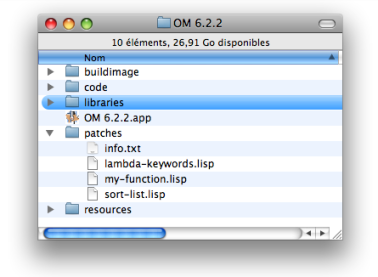 OM 6.2.2
10 éléments, 26,91 Go disponibles
Nom
buildimage
code
libraries
OM 6.2.2.app
patches
info.txt
lambda-keywords.lisp
my-function.lisp
sort-list.lisp
resources